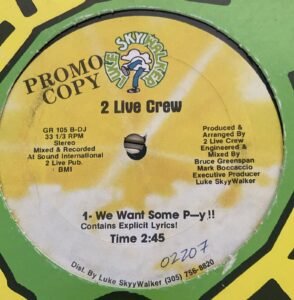 LUKE SKYYWALKER
PROMO
COPY
2 Live Crew
GR 105 B-DJ
33 1/3 RPM
Stereo
Mixed & Recorded
At Sound International
2 Live Pub.
BMI
Produced &
Arranged By
2 Live Crew
Engineered &
Mixed By
Bruce Greenspan
Mark Boccaccio
Executive Producer
Luke SkyyWalker
1- We Want Some P—y !!
Contains Explicit Lyrics!
Time 2:45
02207
Dist. By Luke SkyyWalker (305) 756-8820